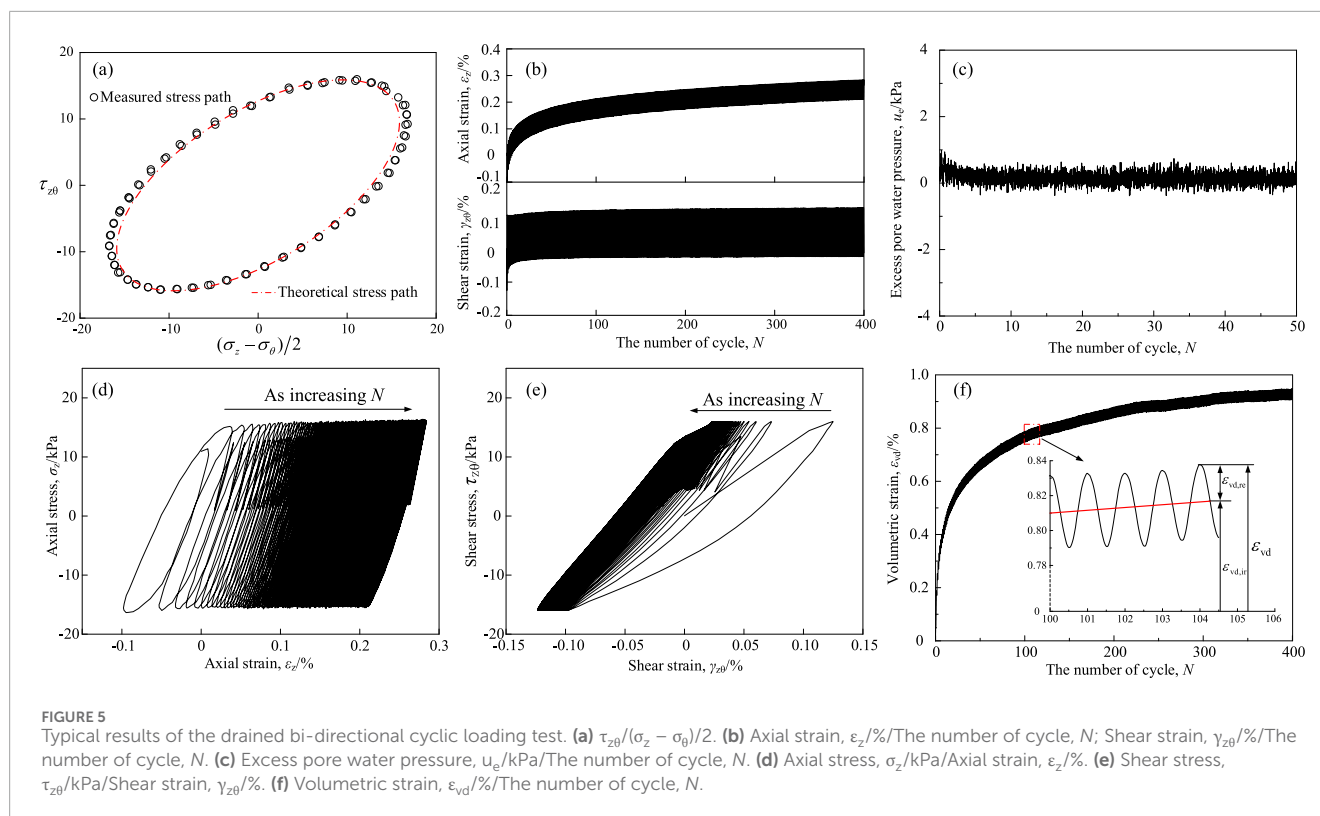 (a)
20
10
0
-10
-20
τzθ
Measured stress path
Theoretical stress path
-20 -10 0 10 20
(σz − σθ)/2
(b)
Axial strain, εz/%
0.4
0.3
0.2
0.1
0
-0.1
Shear strain, γzθ/%
0.2
0.1
0
-0.1
-0.2
0 100 200 300 400
The number of cycle, N
(c)
Excess pore water pressure, ue/kPa
4
2
0
-2
-4
0 10 20 30 40 50
The number of cycle, N
(d)
As increasing N
Axial stress, σz/kPa
20
10
0
-10
-20
-0.1 0 0.1 0.2 0.3
Axial strain, εz/%
(e)
As increasing N
Shear stress, τzθ/kPa
20
10
0
-10
-20
-0.15 -0.10 -0.05 0 0.05 0.10 0.15
Shear strain, γzθ/%
(f)
Volumetric strain, εvd/%
1.0
0.8
0.6
0.4
0.2
0
0.84
0.82
0.80
0.78
100 101 102 103 104 105 106
εvd,re
εvd,ir
εvd
0 100 200 300 400
The number of cycle, N
FIGURE 5
Typical results of the drained bi-directional cyclic loading test. (a) τzθ/(σz – σθ)/2. (b) Axial strain, εz/%/The number of cycle, N; Shear strain, γzθ/%/The
number of cycle, N. (c) Excess pore water pressure, ue/kPa/The number of cycle, N. (d) Axial stress, σz/kPa/Axial strain, εz/%. (e) Shear stress,
τzθ/kPa/Shear strain, γzθ/%. (f) Volumetric strain, εvd/%/The number of cycle, N.